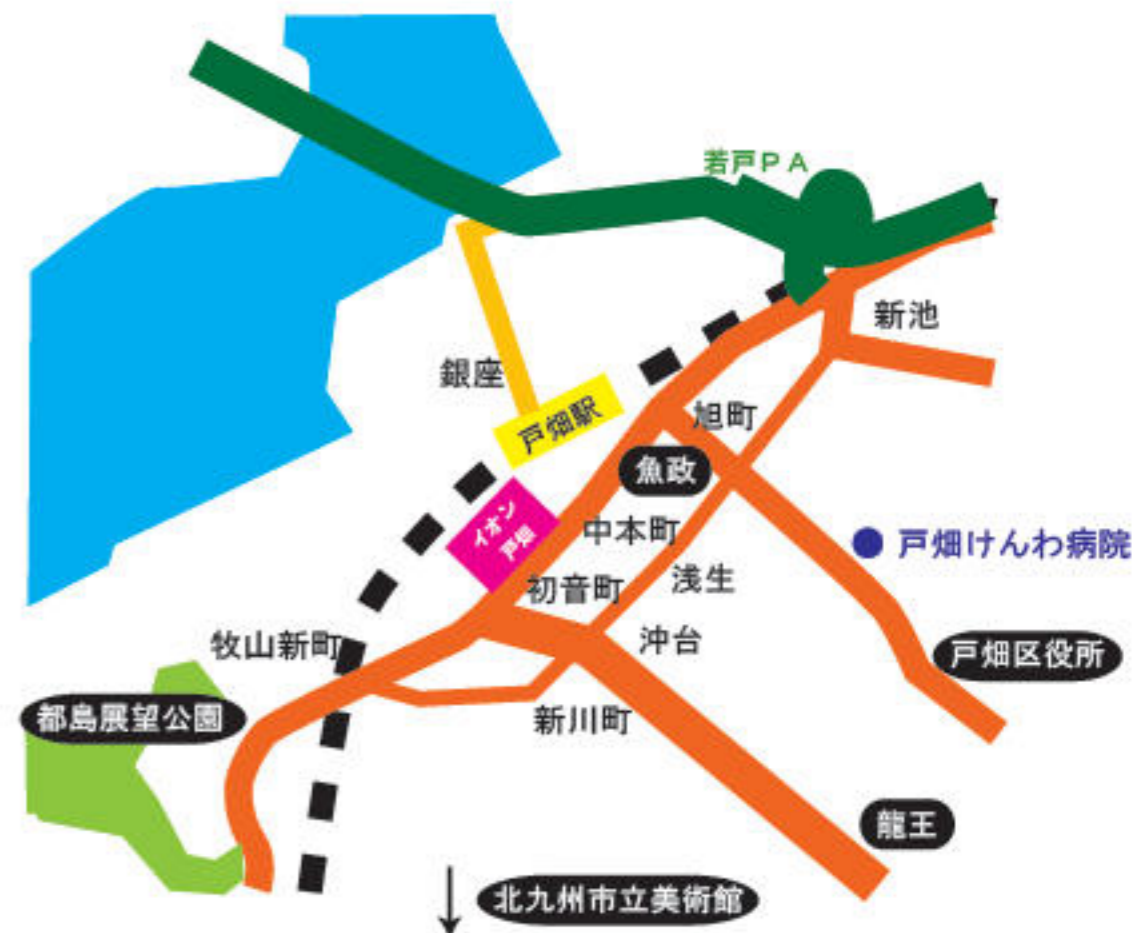 若戸PA
新池
銀座
戸畑駅
旭町
魚政
イオン
戸畑
中本町
戸畑けんわ病院
初音町
浅生
牧山新町
沖台
戸畑区役所
都島展望公園
新川町
龍王
北九州市立美術館